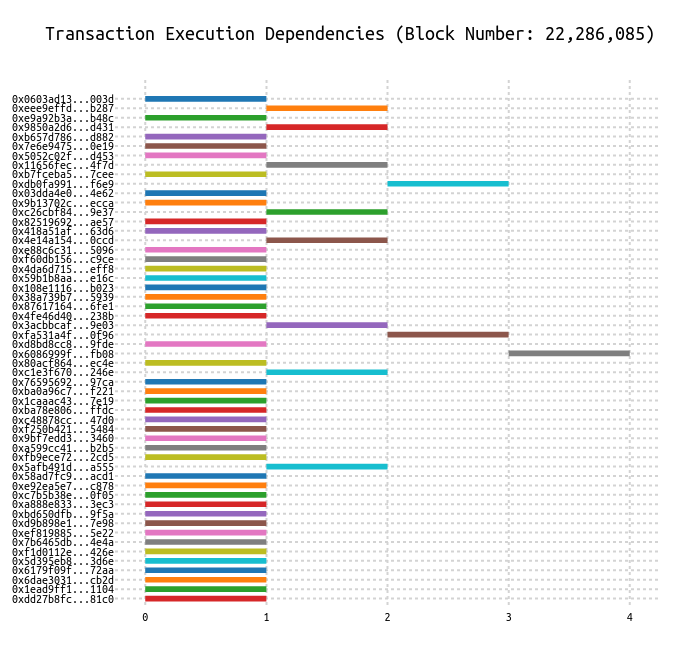 Transaction Execution Dependencies (Block Number: 22,286,085)
0x0603ad13...003d
0xeee9effd...b287
0xe9a92b3a...b48c
0x9850a2d6...d431
0xb657d786...d882
0x7e6e9475...0e19
0x5052c02f...d453
0x11656fec...4f7d
0xb7fceba5...7cee
0xdb0fa991...f6e9
0x03dda4e0...4e62
0x9b13702c...ecca
0xc26cbf84...9e37
0x82519692...ae57
0x418a51af...63d6
0x4e14a154...0ccd
0xe88c6c31...5096
0xf60db156...c9ce
0x4da6d715...eff8
0x59b1b8aa...e16c
0x108e1116...b023
0x38a739b7...5939
0x87617164...6fe1
0x4fe46d40...238b
0x3acbbcaf...9e03
0xfa531a4f...0f96
0xd8bd8cc8...9fde
0x6086999f...fb08
0x80acf864...ec4e
0xc1e3f670...246e
0x76595692...97ca
0xba0a96c7...f221
0x1caaac43...7e19
0xba78e806...ffdc
0xc48878cc...47d0
0xf250b421...5484
0x9bf7edd3...3460
0xa599cc41...b2b5
0xfb9ece72...2cd5
0x5afb491d...a555
0x58ad7fc9...acd1
0xe92ea5e7...c878
0xc7b5b38e...0f05
0xa888e833...3ec3
0xbd650dfb...9f5a
0xd9b898e1...7e98
0xef819885...5e22
0x7b6465db...4e4a
0xf1d0112e...426e
0x5d395eb8...3d6e
0x6179f09f...72aa
0x6dae3031...cb2d
0x1ead9ff1...1104
0xdd27b8fc...81c0
0 1 2 3 4